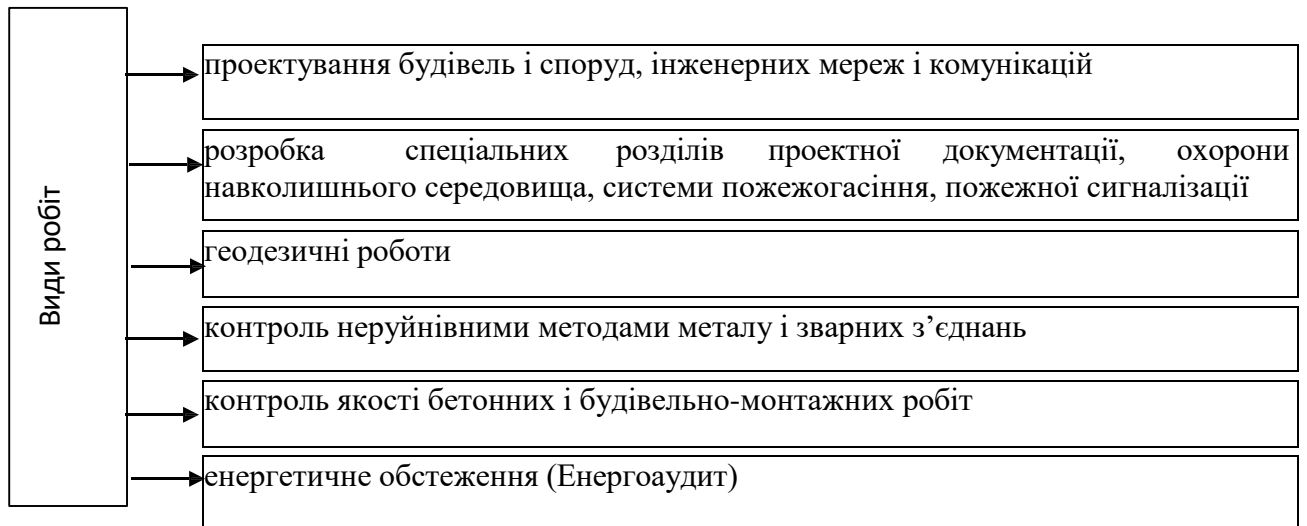 Види робіт
проектування будівель і споруд, інженерних мереж і комунікацій
розробка спеціальних розділів проектної документації, охорони
навколишнього середовища, системи пожежогасіння, пожежної сигналізації
геодезичні роботи
контроль неруйнівними методами металу і зварних з’єднань
контроль якості бетонних і будівельно-монтажних робіт
енергетичне обстеження (Енергоаудит)